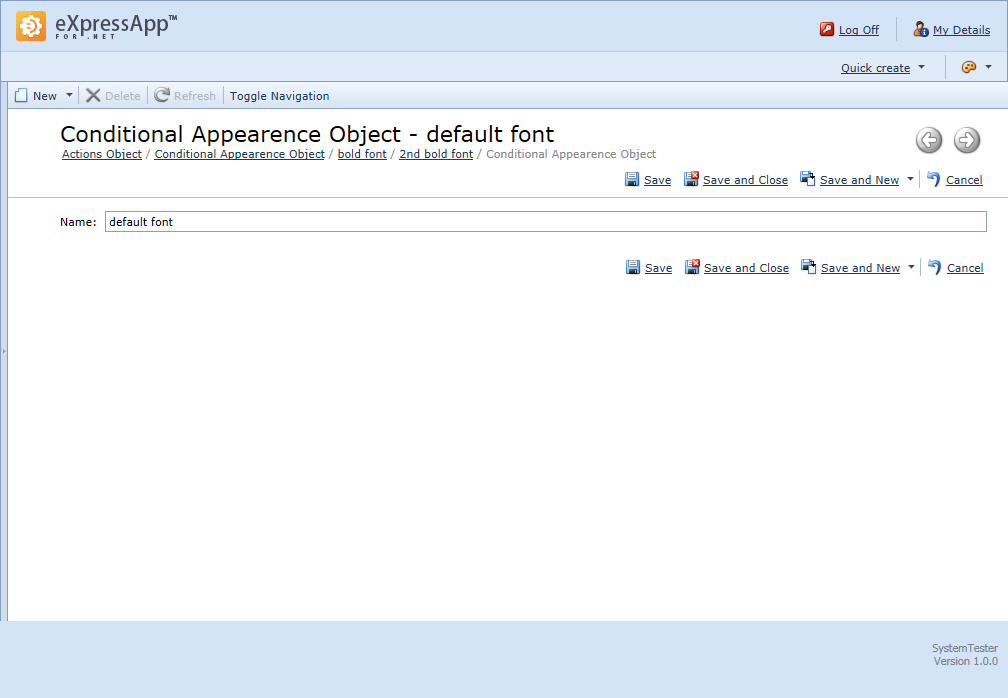 eXpressApp™
FOR .NET
Log Off
My Details
Quick create
New Delete Refresh Toggle Navigation
Conditional Appearence Object - default font
Actions Object / Conditional Appearence Object / bold font / 2nd bold font / Conditional Appearence Object
Save Save and Close Save and New Cancel
Name: default font
Save Save and Close Save and New Cancel
SystemTester
Version 1.0.0